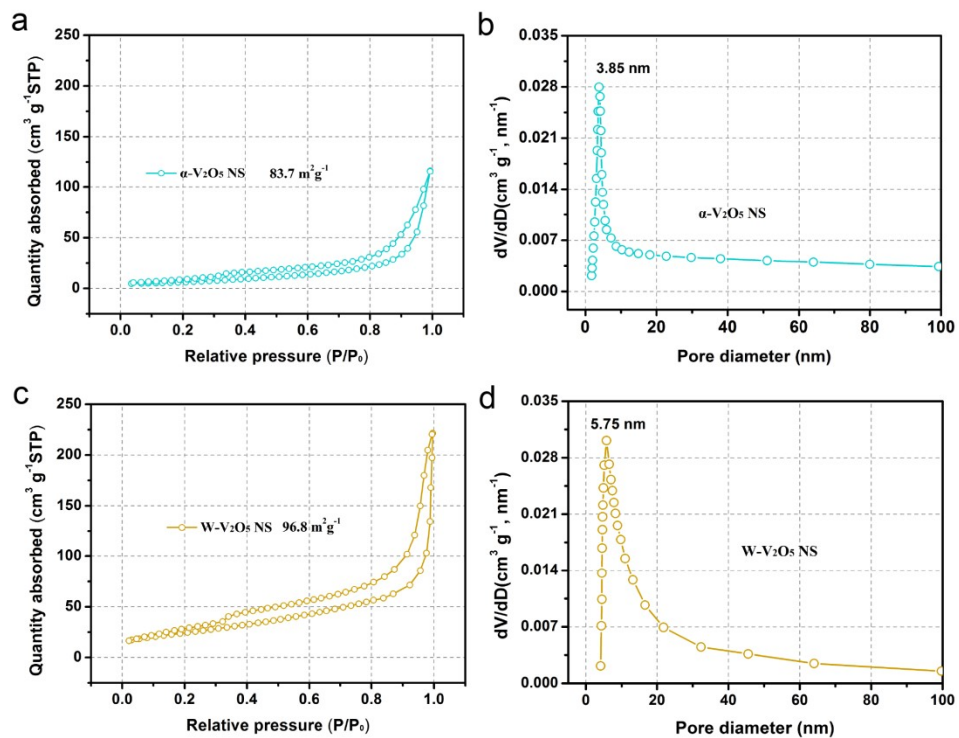 a
250
200
150
100
50
0
Quantity absorbed (cm³ g⁻¹STP)
α-V₂O₅ NS 83.7 m²g⁻¹
0.0 0.2 0.4 0.6 0.8 1.0
Relative pressure (P/P₀)
b
0.035
0.028
0.021
0.014
0.007
0.000
dV/dD(cm³ g⁻¹, nm⁻¹)
3.85 nm
α-V₂O₅ NS
0 20 40 60 80 100
Pore diameter (nm)
c
250
200
150
100
50
0
Quantity absorbed (cm³ g⁻¹STP)
W-V₂O₅ NS 96.8 m²g⁻¹
0.0 0.2 0.4 0.6 0.8 1.0
Relative pressure (P/P₀)
d
0.035
0.028
0.021
0.014
0.007
0.000
dV/dD(cm³ g⁻¹, nm⁻¹)
5.75 nm
W-V₂O₅ NS
0 20 40 60 80 100
Pore diameter (nm)